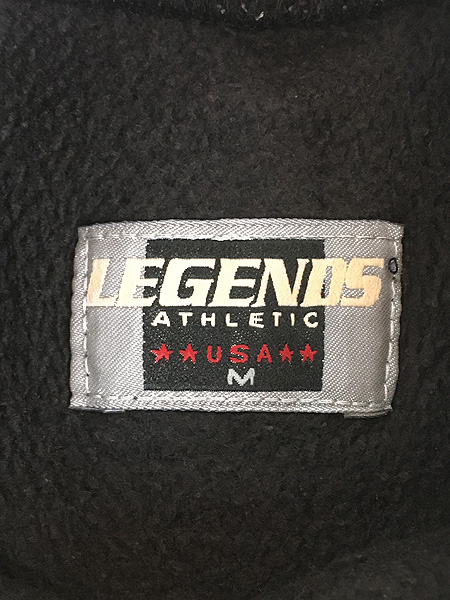 LEGENDS
ATHLETIC
★★USA★★
M